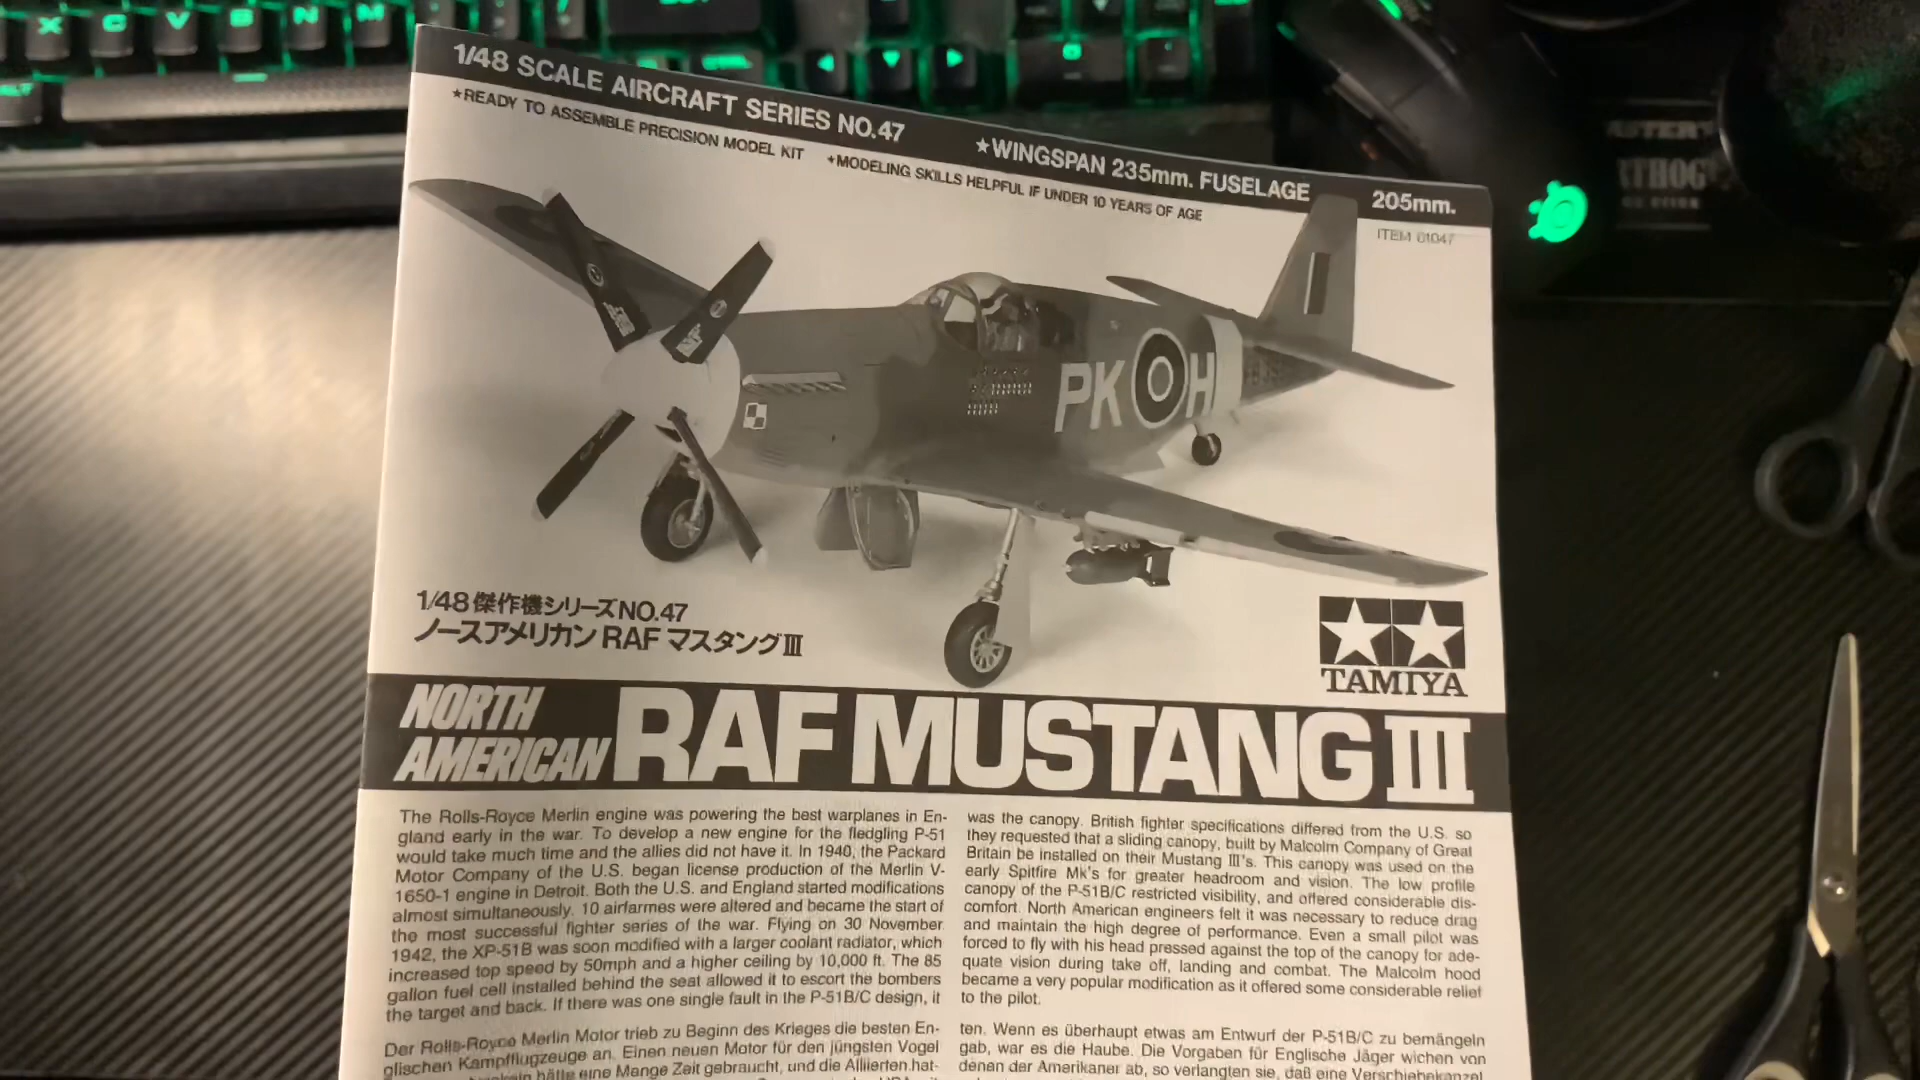 X C V B N M
CTRL
ALT
1/48 SCALE AIRCRAFT SERIES NO.47 ★WINGSPAN 235mm. FUSELAGE 205mm.
★READY TO ASSEMBLE PRECISION MODEL KIT ★MODELING SKILLS HELPFUL IF UNDER 10 YEARS OF AGE
ITEM 61047
PK H
1/48 傑作機シリーズNO.47
ノースアメリカン RAF マスタングⅢ
TAMIYA
NORTH
AMERICAN RAF MUSTANG III
The Rolls-Royce Merlin engine was powering the best warplanes in En-
gland early in the war. To develop a new engine for the fledgling P-51
would take much time and the allies did not have it. In 1940, the Packard
Motor Company of the U.S. began license production of the Merlin V-
1650-1 engine in Detroit. Both the U.S. and England started modifications
almost simultaneously. 10 airfarmes were altered and became the start of
the most successful fighter series of the war. Flying on 30 November
1942, the XP-51B was soon modified with a larger coolant radiator, which
increased top speed by 50mph and a higher ceiling by 10,000 ft. The 85
gallon fuel cell installed behind the seat allowed it to escort the bombers
the target and back. If there was one single fault in the P-51B/C design, it
was the canopy. British fighter specifications differed from the U.S. so
they requested that a sliding canopy, built by Malcolm Company of Great
Britain be installed on their Mustang III's. This canopy was used on the
early Spitfire Mk's for greater headroom and vision. The low profile
canopy of the P-51B/C restricted visibility, and offered considerable dis-
comfort. North American engineers felt it was necessary to reduce drag
and maintain the high degree of performance. Even a small pilot was
forced to fly with his head pressed against the top of the canopy for ade-
quate vision during take off, landing and combat. The Malcolm hood
became a very popular modification as it offered some considerable relief
to the pilot.
Der Rolls-Royce Merlin Motor trieb zu Beginn des Krieges die besten En-
glischen Kampfflugzeuge an. Einen neuen Motor für den jüngsten Vogel
hätte eine Menge Zeit gebraucht, und die Alliierten hat-
ten. Wenn es überhaupt etwas am Entwurf der P-51B/C zu bemängeln
gab, war es die Haube. Die Vorgaben für Englische Jäger wichen von
denen der Amerikaner ab, so verlangten sie, daß eine Verschiebekanzel